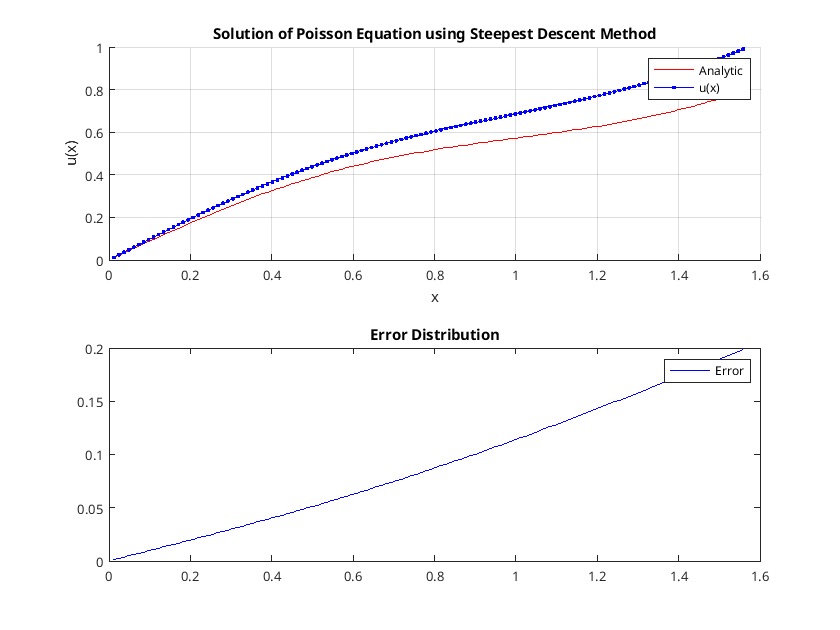 Solution of Poisson Equation using Steepest Descent Method
1
0.8
0.6
0.4
0.2
0
u(x)
Analytic
u(x)
0 0.2 0.4 0.6 0.8 1 1.2 1.4 1.6
x
Error Distribution
0.2
0.15
0.1
0.05
0
Error
0 0.2 0.4 0.6 0.8 1 1.2 1.4 1.6